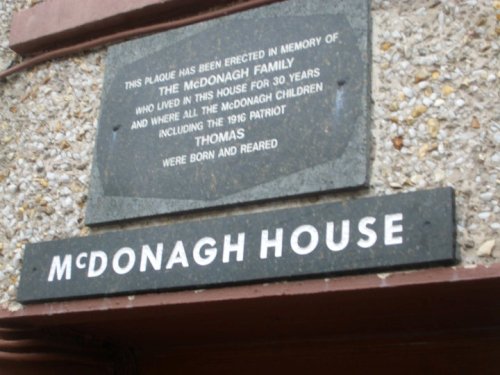 THIS PLAQUE HAS BEEN ERECTED IN MEMORY OF
THE McDONAGH FAMILY
WHO LIVED IN THIS HOUSE FOR 30 YEARS
AND WHERE ALL THE McDONAGH CHILDREN
INCLUDING THE 1916 PATRIOT
THOMAS
WERE BORN AND REARED
McDONAGH HOUSE